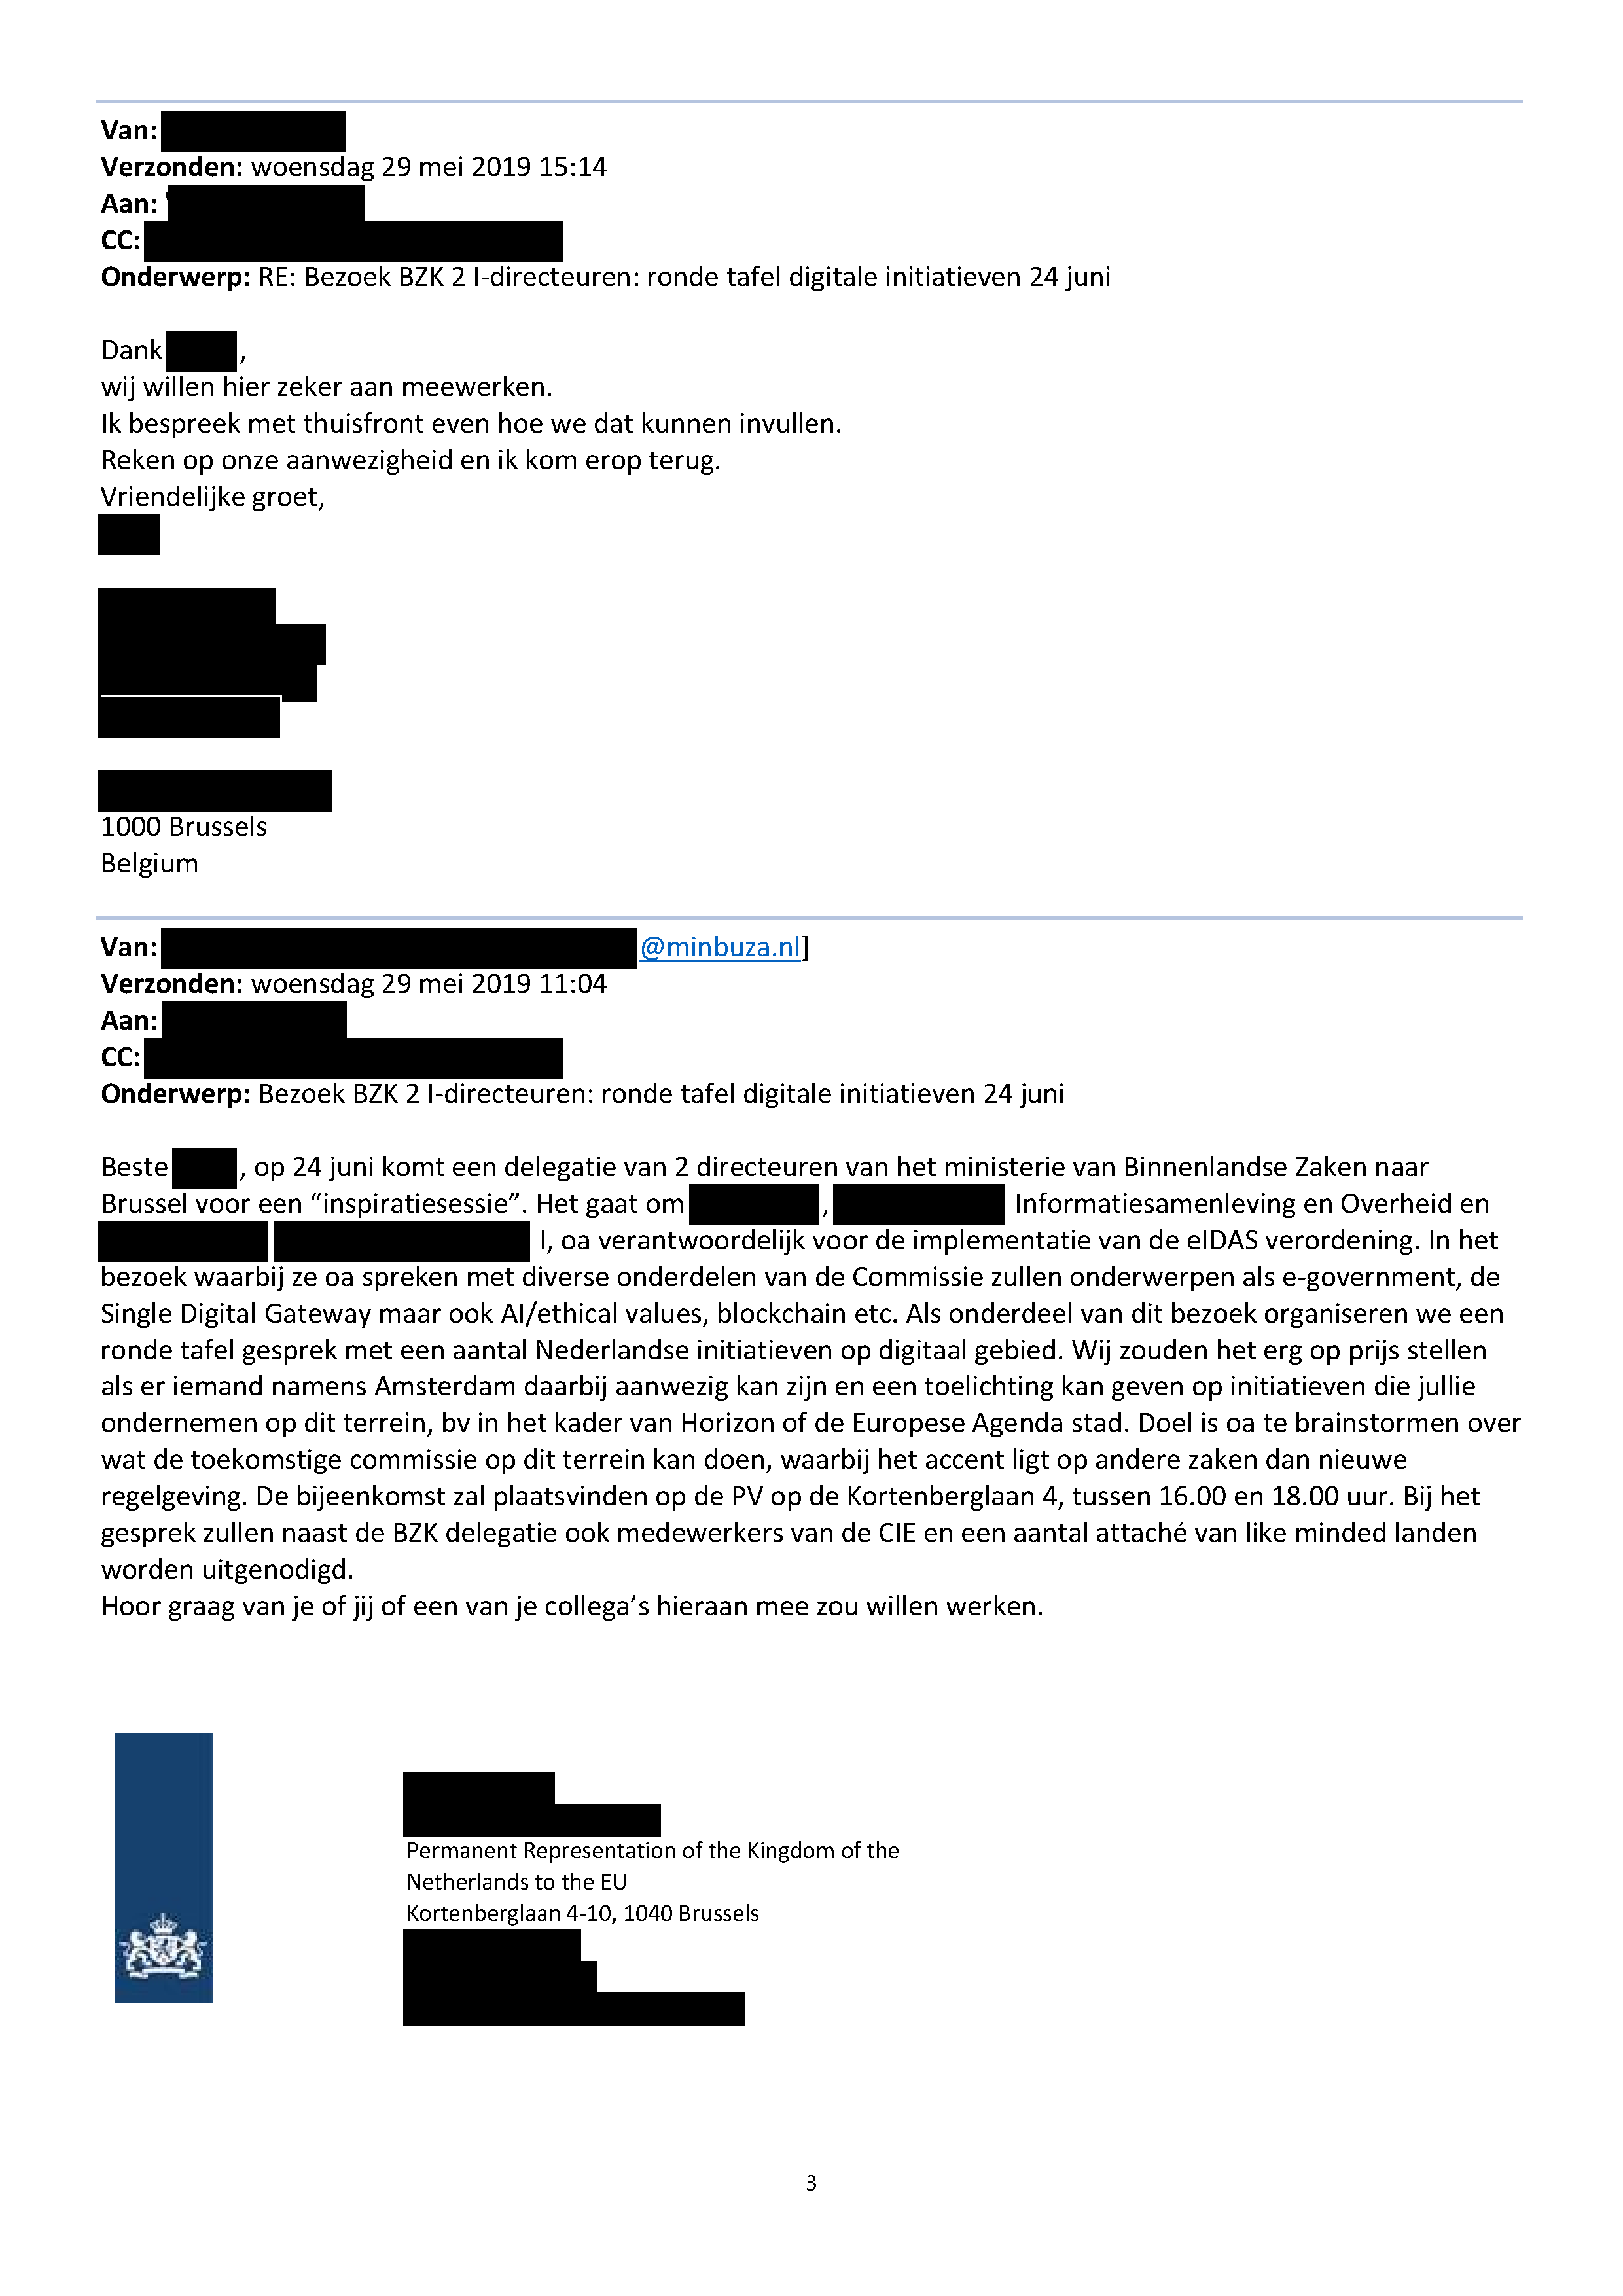 Van:
Verzonden: woensdag 29 mei 2019 15:14
Aan: '
CC:
Onderwerp: RE: Bezoek BZK 2 I-directeuren: ronde tafel digitale initiatieven 24 juni
Dank ,
wij willen hier zeker aan meewerken.
Ik bespreek met thuisfront even hoe we dat kunnen invullen.
Reken op onze aanwezigheid en ik kom erop terug.
Vriendelijke groet,
1000 Brussels
Belgium
Van: @minbuza.nl]
Verzonden: woensdag 29 mei 2019 11:04
Aan:
CC:
Onderwerp: Bezoek BZK 2 I-directeuren: ronde tafel digitale initiatieven 24 juni
Beste , op 24 juni komt een delegatie van 2 directeuren van het ministerie van Binnenlandse Zaken naar
Brussel voor een “inspiratiesessie”. Het gaat om , Informatiesamenleving en Overheid en
I, oa verantwoordelijk voor de implementatie van de eIDAS verordening. In het
bezoek waarbij ze oa spreken met diverse onderdelen van de Commissie zullen onderwerpen als e-government, de
Single Digital Gateway maar ook AI/ethical values, blockchain etc. Als onderdeel van dit bezoek organiseren we een
ronde tafel gesprek met een aantal Nederlandse initiatieven op digitaal gebied. Wij zouden het erg op prijs stellen
als er iemand namens Amsterdam daarbij aanwezig kan zijn en een toelichting kan geven op initiatieven die jullie
ondernemen op dit terrein, bv in het kader van Horizon of de Europese Agenda stad. Doel is oa te brainstormen over
wat de toekomstige commissie op dit terrein kan doen, waarbij het accent ligt op andere zaken dan nieuwe
regelgeving. De bijeenkomst zal plaatsvinden op de PV op de Kortenberglaan 4, tussen 16.00 en 18.00 uur. Bij het
gesprek zullen naast de BZK delegatie ook medewerkers van de CIE en een aantal attaché van like minded landen
worden uitgenodigd.
Hoor graag van je of jij of een van je collega’s hieraan mee zou willen werken.
Permanent Representation of the Kingdom of the
Netherlands to the EU
Kortenberglaan 4-10, 1040 Brussels
3